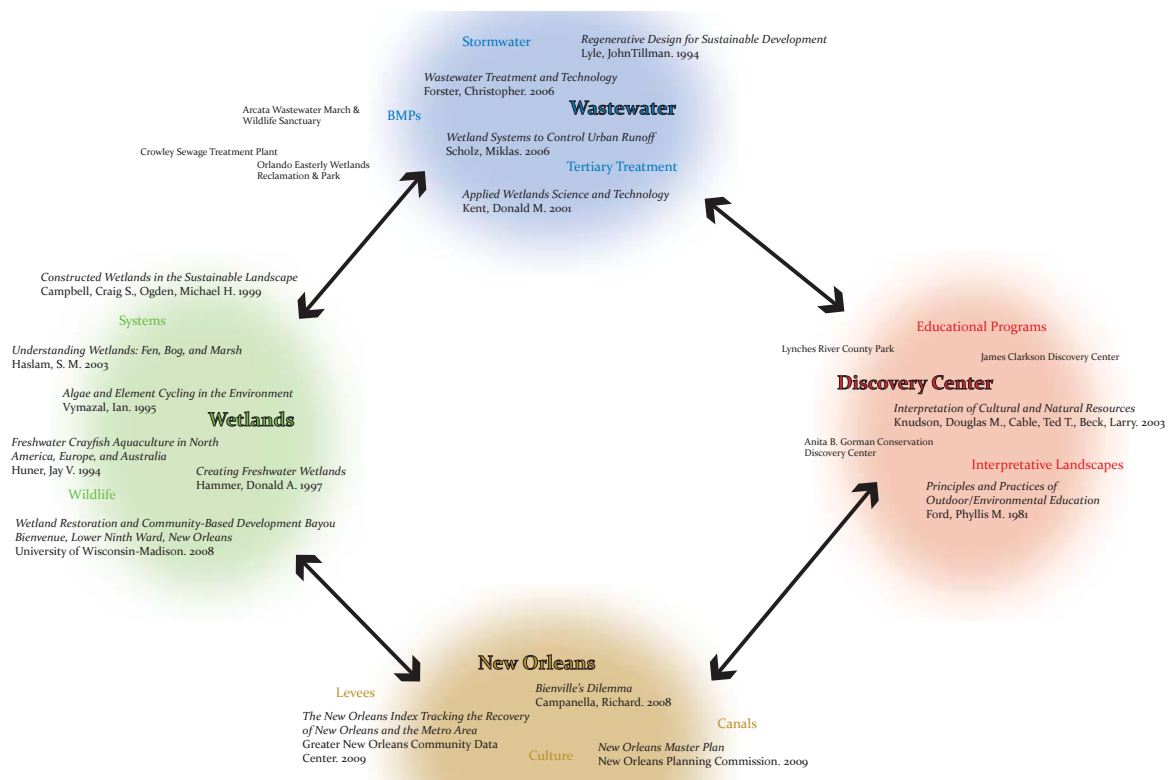 Stormwater
Regenerative Design for Sustainable Development
Lyle, JohnTillman. 1994
Wastewater Treatment and Technology
Forster, Christopher. 2006
Wastewater
Arcata Wastewater March &
Wildlife Sanctuary
BMPs
Wetland Systems to Control Urban Runoff
Scholz, Miklas. 2006
Crowley Sewage Treatment Plant
Orlando Easterly Wetlands
Reclamation & Park
Tertiary Treatment
Applied Wetlands Science and Technology
Kent, Donald M. 2001
Constructed Wetlands in the Sustainable Landscape
Campbell, Craig S., Ogden, Michael H. 1999
Systems
Understanding Wetlands: Fen, Bog, and Marsh
Haslam, S. M. 2003
Algae and Element Cycling in the Environment
Vymazal, Ian. 1995
Wetlands
Freshwater Crayfish Aquaculture in North
America, Europe, and Australia
Huner, Jay V. 1994
Creating Freshwater Wetlands
Hammer, Donald A. 1997
Wildlife
Wetland Restoration and Community-Based Development Bayou
Bienvenue, Lower Ninth Ward, New Orleans
University of Wisconsin-Madison. 2008
Educational Programs
Lynches River County Park
James Clarkson Discovery Center
Discovery Center
Interpretation of Cultural and Natural Resources
Knudson, Douglas M., Cable, Ted T., Beck, Larry. 2003
Anita B. Gorman Conservation
Discovery Center
Interpretative Landscapes
Principles and Practices of
Outdoor/Environmental Education
Ford, Phyllis M. 1981
New Orleans
Levees
Bienville's Dilemma
Campanella, Richard. 2008
The New Orleans Index Tracking the Recovery
of New Orleans and the Metro Area
Greater New Orleans Community Data
Center. 2009
Canals
Culture
New Orleans Master Plan
New Orleans Planning Commission. 2009